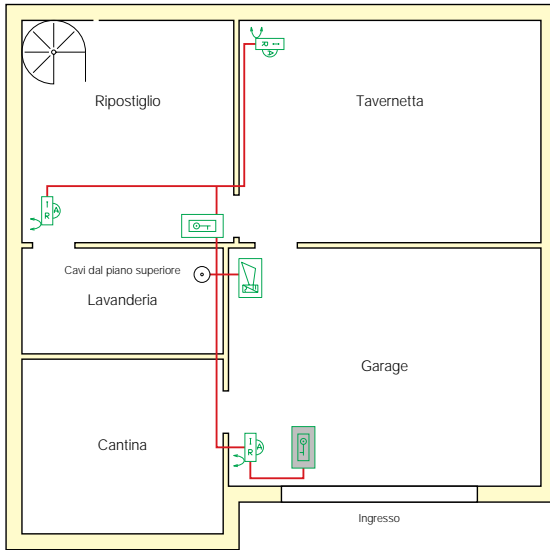 I R
A
Ripostiglio
Tavernetta
I R
A
Cavi dal piano superiore
Lavanderia
Garage
Cantina
I R
A
Ingresso